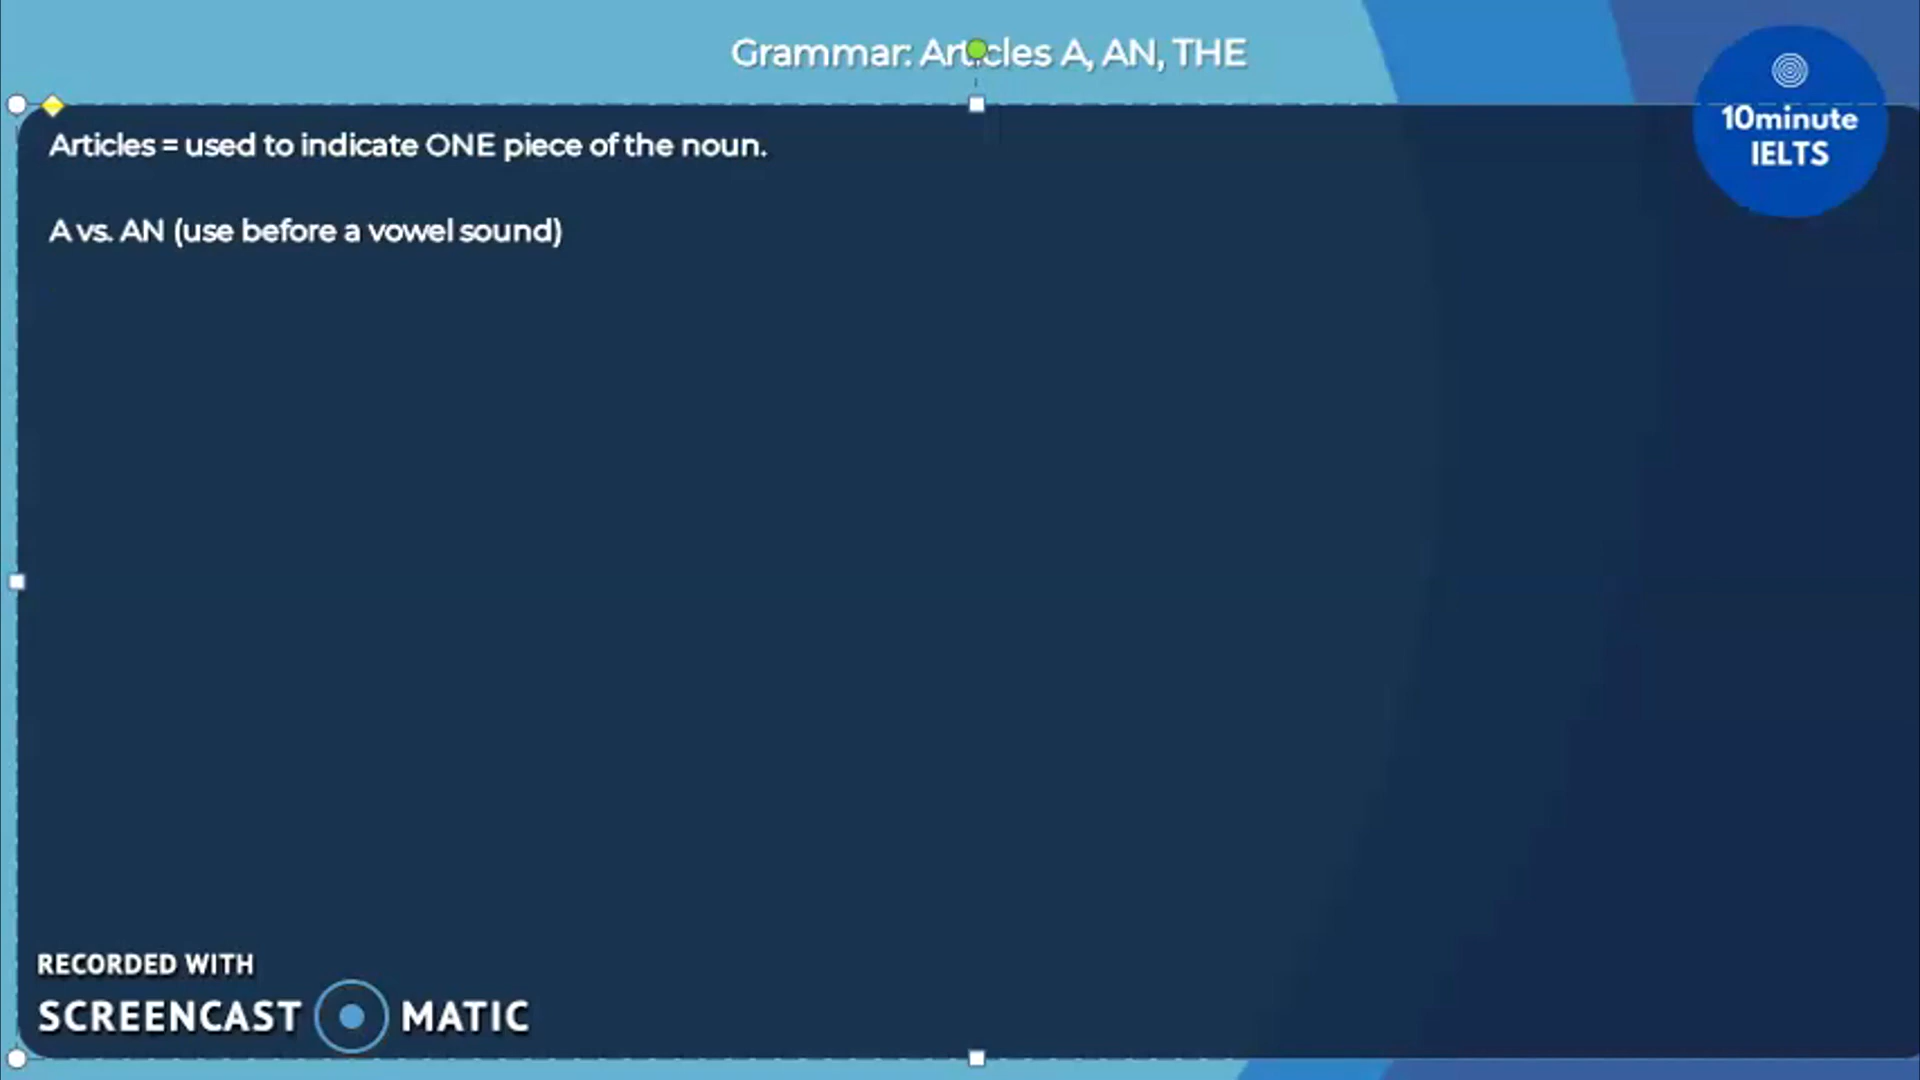 Grammar: Articles A, AN, THE
10minute
IELTS
Articles = used to indicate ONE piece of the noun.
A vs. AN (use before a vowel sound)
RECORDED WITH
SCREENCAST MATIC